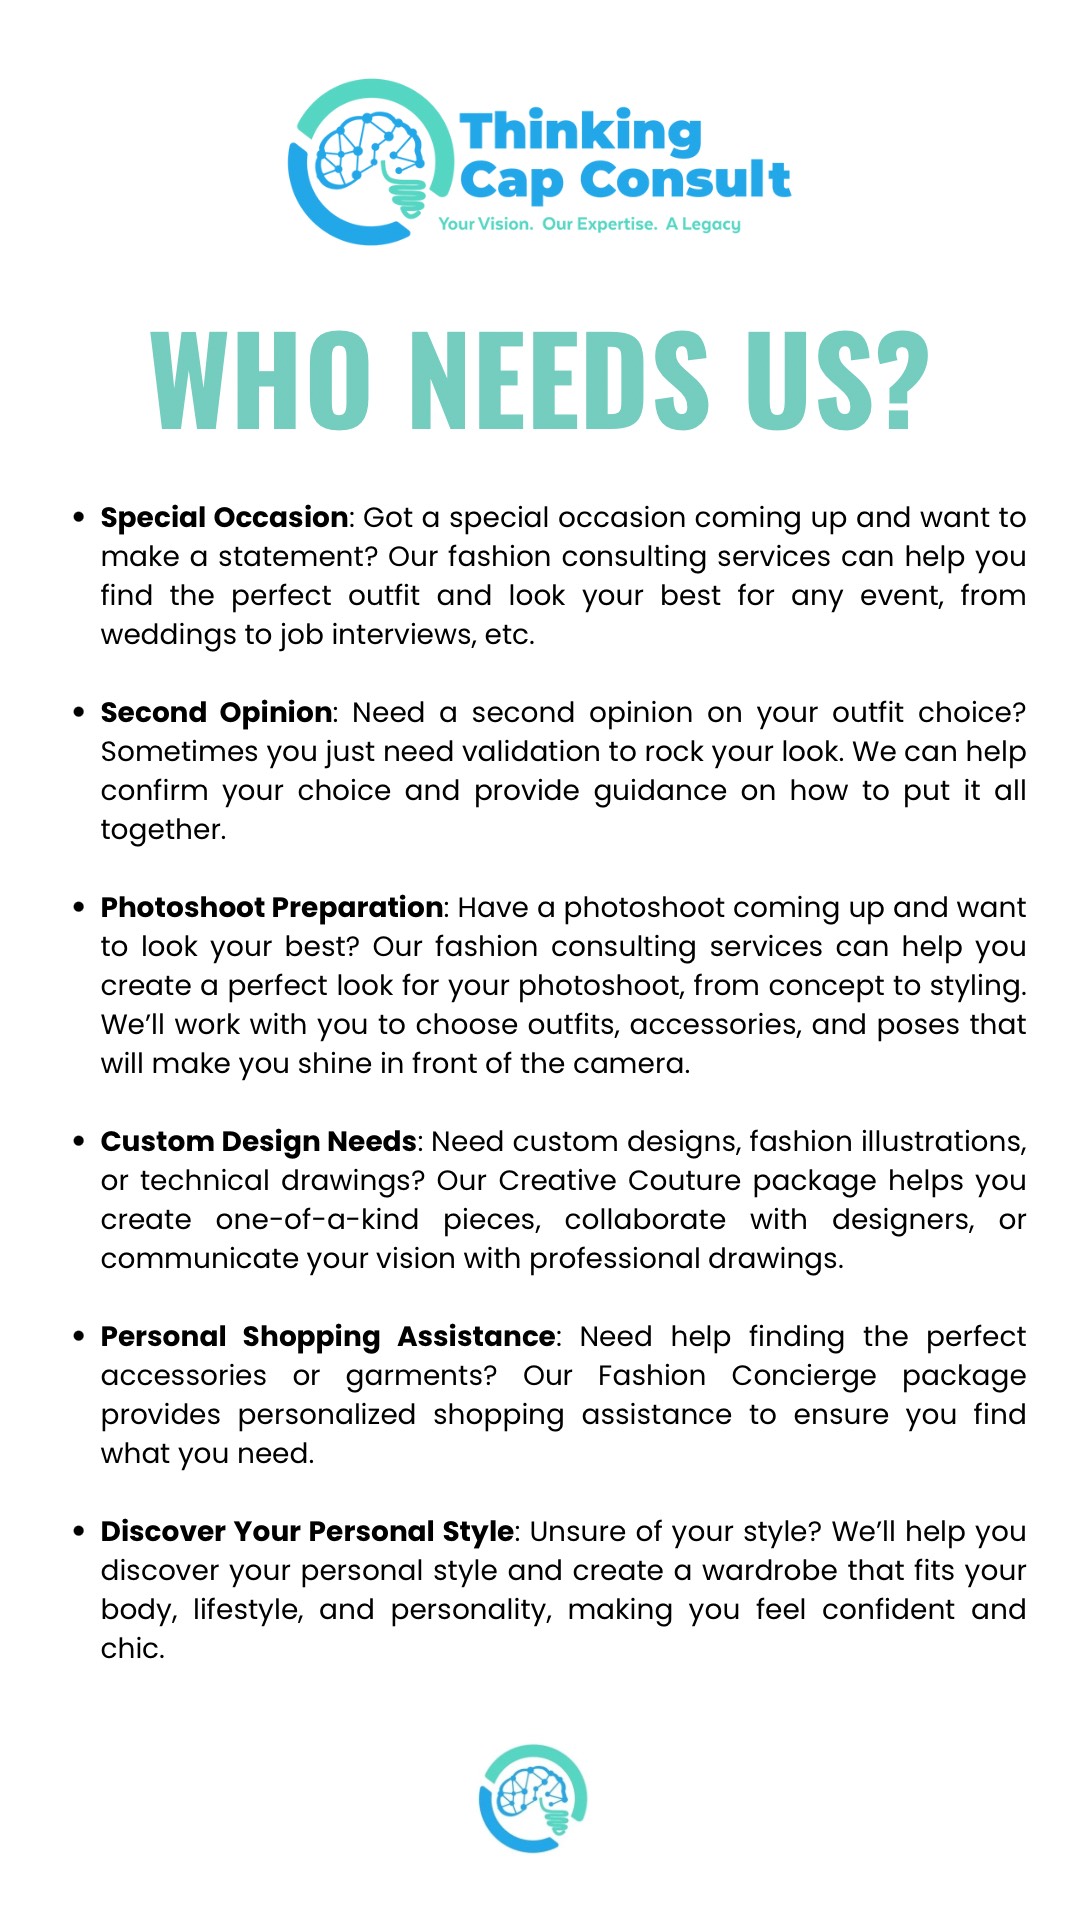 Thinking
Cap Consult
Your Vision. Our Expertise. A Legacy
WHO NEEDS US?
• Special Occasion: Got a special occasion coming up and want to
make a statement? Our fashion consulting services can help you
find the perfect outfit and look your best for any event, from
weddings to job interviews, etc.
• Second Opinion: Need a second opinion on your outfit choice?
Sometimes you just need validation to rock your look. We can help
confirm your choice and provide guidance on how to put it all
together.
• Photoshoot Preparation: Have a photoshoot coming up and want
to look your best? Our fashion consulting services can help you
create a perfect look for your photoshoot, from concept to styling.
We’ll work with you to choose outfits, accessories, and poses that
will make you shine in front of the camera.
• Custom Design Needs: Need custom designs, fashion illustrations,
or technical drawings? Our Creative Couture package helps you
create one-of-a-kind pieces, collaborate with designers, or
communicate your vision with professional drawings.
• Personal Shopping Assistance: Need help finding the perfect
accessories or garments? Our Fashion Concierge package
provides personalized shopping assistance to ensure you find
what you need.
• Discover Your Personal Style: Unsure of your style? We’ll help you
discover your personal style and create a wardrobe that fits your
body, lifestyle, and personality, making you feel confident and
chic.